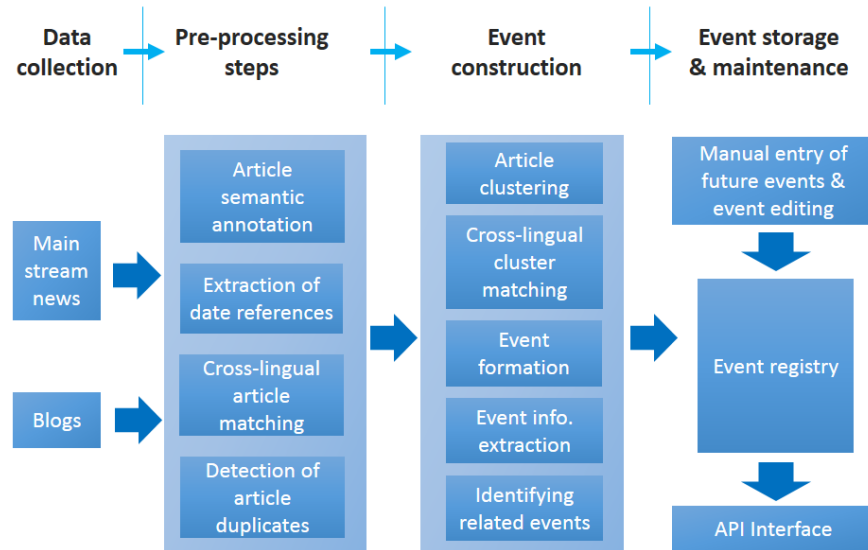 Data
collection
Pre-processing
steps
Event
construction
Event storage
& maintenance
Main
stream
news
Blogs
Article
semantic
annotation
Extraction of
date references
Cross-lingual
article
matching
Detection of
article
duplicates
Article
clustering
Cross-lingual
cluster
matching
Event
formation
Event info.
extraction
Identifying
related events
Manual entry of
future events &
event editing
Event registry
API Interface